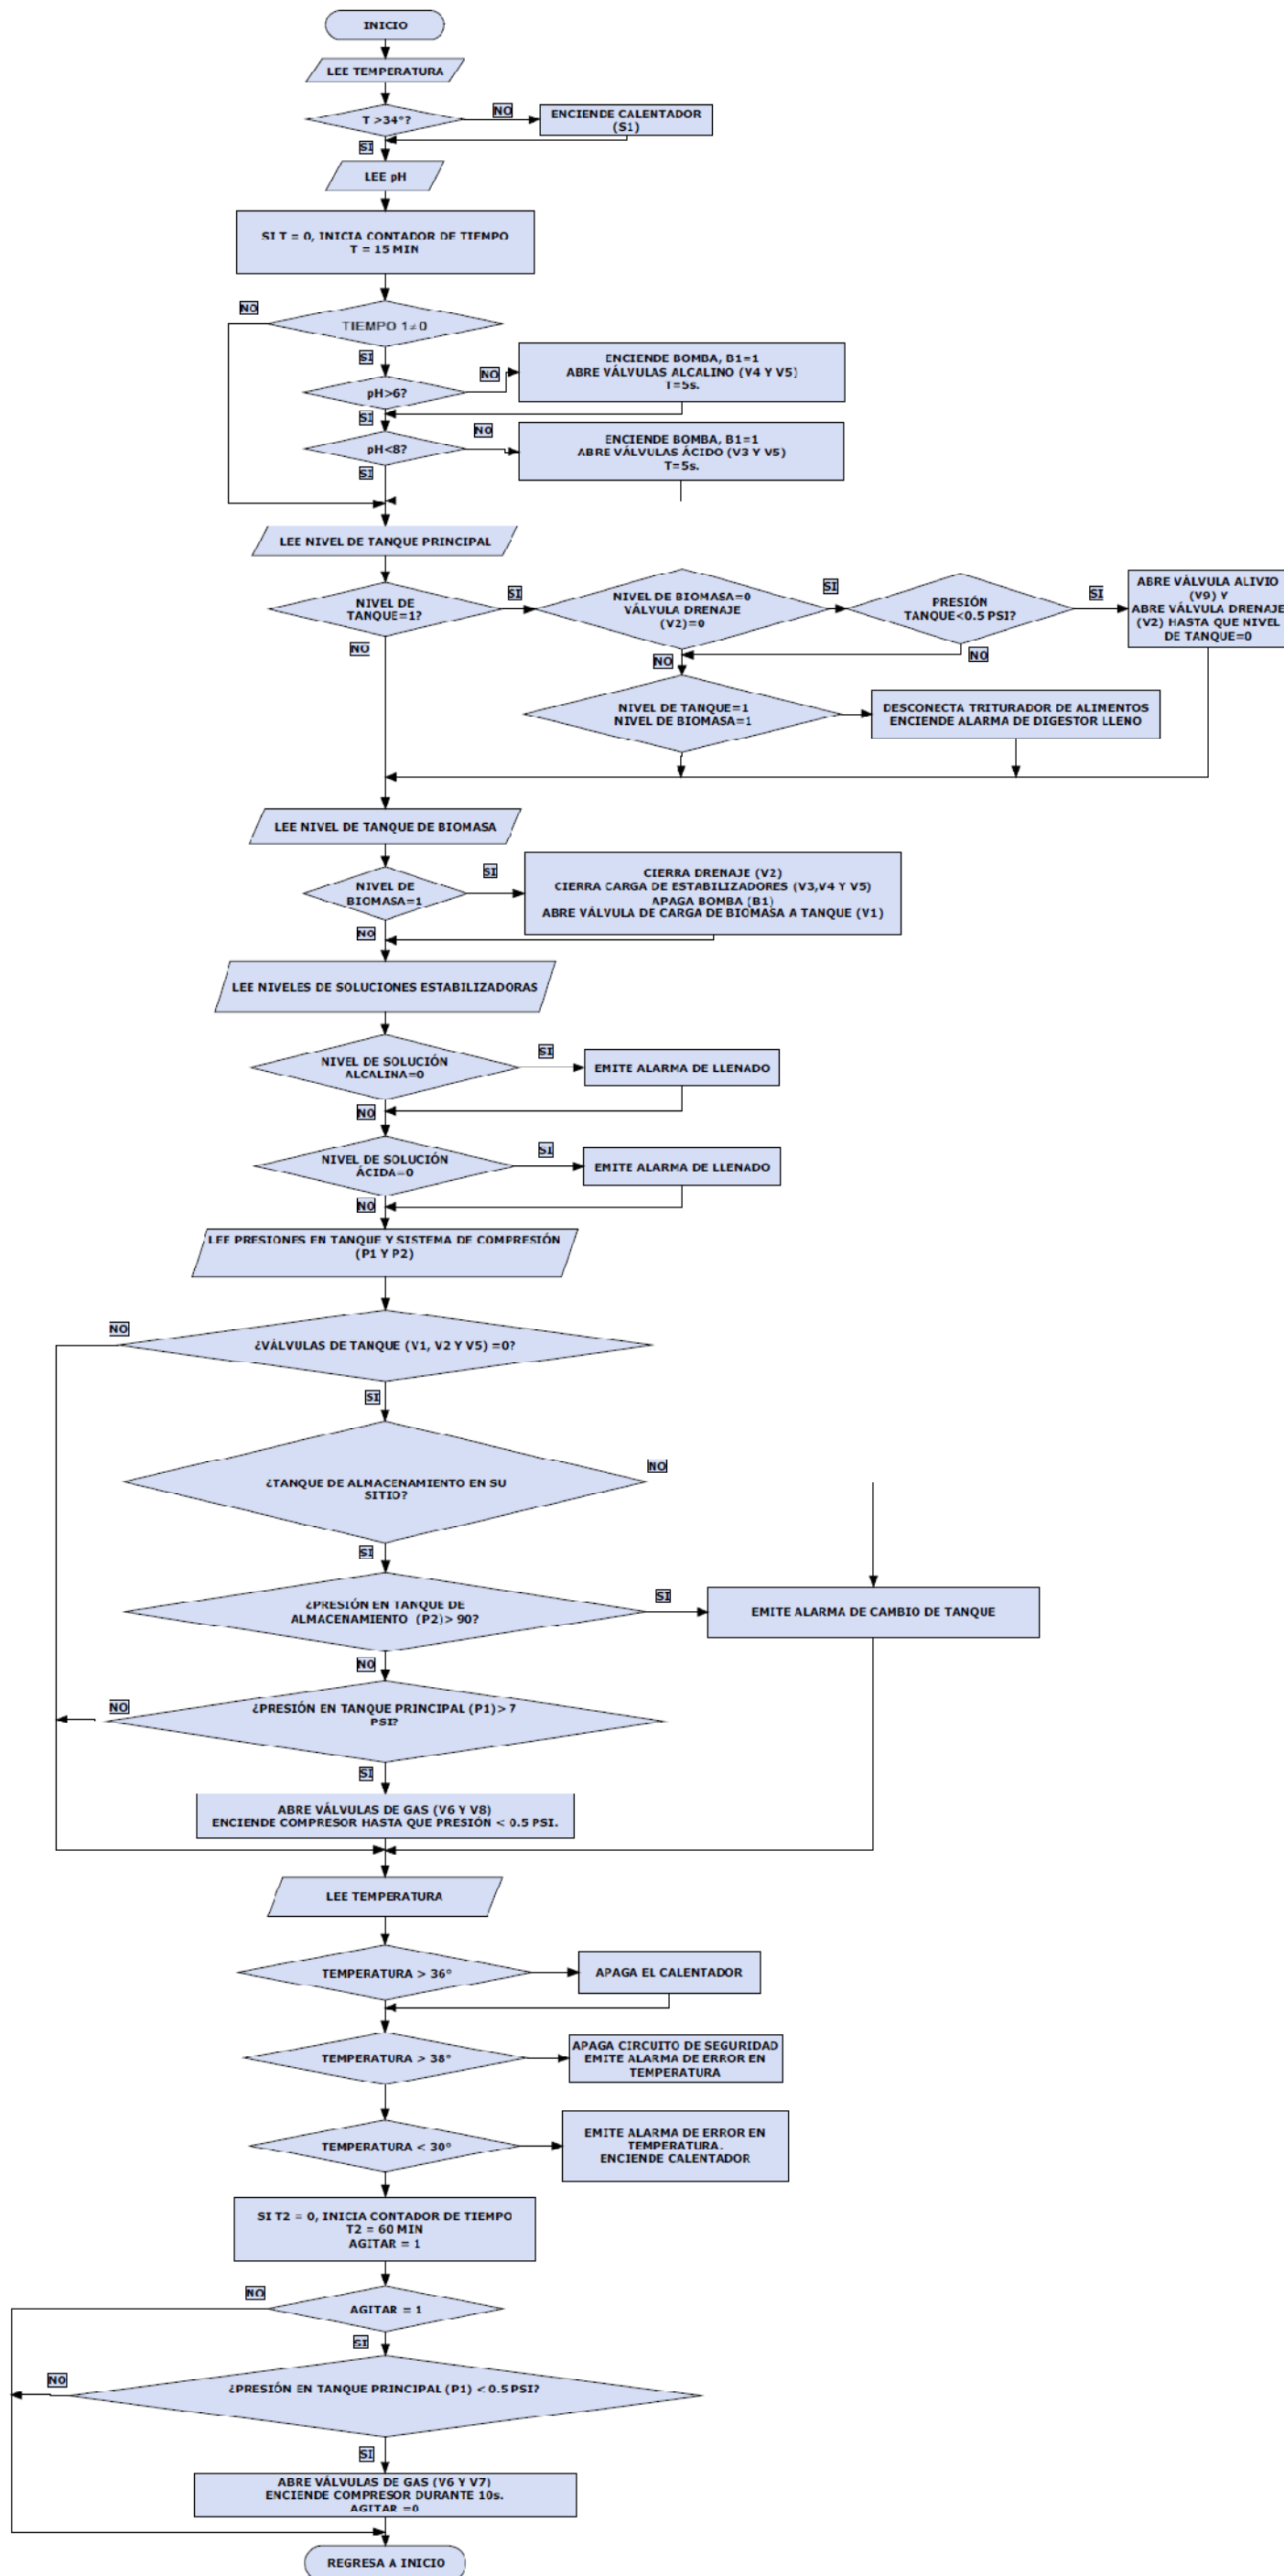 INICIO
LEE TEMPERATURA
T >34°?
NO
ENCIENDE CALENTADOR
(S1)
SI
LEE pH
SI T = 0, INICIA CONTADOR DE TIEMPO
T = 15 MIN
NO
TIEMPO 1≠0
SI
pH>6?
NO
ENCIENDE BOMBA, B1=1
ABRE VÁLVULAS ALCALINO (V4 Y V5)
T=5s.
SI
pH<8?
NO
ENCIENDE BOMBA, B1=1
ABRE VÁLVULAS ÁCIDO (V3 Y V5)
T=5s.
SI
LEE NIVEL DE TANQUE PRINCIPAL
NIVEL DE
TANQUE=1?
SI
NIVEL DE BIOMASA=0
VÁLVULA DRENAJE
(V2)=0
SI
PRESIÓN
TANQUE<0.5 PSI?
SI
ABRE VÁLVULA ALIVIO
(V9) Y
ABRE VÁLVULA DRENAJE
(V2) HASTA QUE NIVEL
DE TANQUE=0
NO
NO
NO
NIVEL DE TANQUE=1
NIVEL DE BIOMASA=1
DESCONECTA TRITURADOR DE ALIMENTOS
ENCIENDE ALARMA DE DIGESTOR LLENO
LEE NIVEL DE TANQUE DE BIOMASA
NIVEL DE
BIOMASA=1
SI
CIERRA DRENAJE (V2)
CIERRA CARGA DE ESTABILIZADORES (V3,V4 Y V5)
APAGA BOMBA (B1)
ABRE VÁLVULA DE CARGA DE BIOMASA A TANQUE (V1)
NO
LEE NIVELES DE SOLUCIONES ESTABILIZADORAS
NIVEL DE SOLUCIÓN
ALCALINA=0
SI
EMITE ALARMA DE LLENADO
NO
NIVEL DE SOLUCIÓN
ÁCIDA=0
SI
EMITE ALARMA DE LLENADO
NO
LEE PRESIONES EN TANQUE Y SISTEMA DE COMPRESIÓN
(P1 Y P2)
NO
¿VÁLVULAS DE TANQUE (V1, V2 Y V5) =0?
SI
¿TANQUE DE ALMACENAMIENTO EN SU
SITIO?
NO
SI
¿PRESIÓN EN TANQUE DE
ALMACENAMIENTO (P2)> 90?
SI
EMITE ALARMA DE CAMBIO DE TANQUE
NO
NO
¿PRESIÓN EN TANQUE PRINCIPAL (P1)> 7
PSI?
SI
ABRE VÁLVULAS DE GAS (V6 Y V8)
ENCIENDE COMPRESOR HASTA QUE PRESIÓN < 0.5 PSI.
LEE TEMPERATURA
TEMPERATURA > 36°
APAGA EL CALENTADOR
TEMPERATURA > 38°
APAGA CIRCUITO DE SEGURIDAD
EMITE ALARMA DE ERROR EN
TEMPERATURA
TEMPERATURA < 30°
EMITE ALARMA DE ERROR EN
TEMPERATURA.
ENCIENDE CALENTADOR
SI T2 = 0, INICIA CONTADOR DE TIEMPO
T2 = 60 MIN
AGITAR = 1
NO
AGITAR = 1
SI
NO
¿PRESIÓN EN TANQUE PRINCIPAL (P1) < 0.5 PSI?
SI
ABRE VÁLVULAS DE GAS (V6 Y V7)
ENCIENDE COMPRESOR DURANTE 10s.
AGITAR =0
REGRESA A INICIO